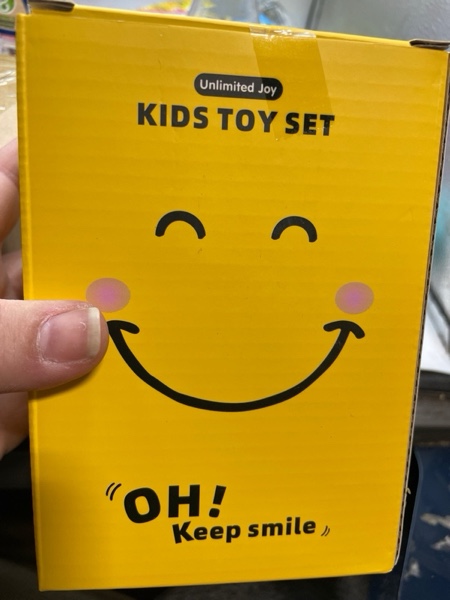 Unlimited Joy
KIDS TOY SET
"OH!
Keep smile"